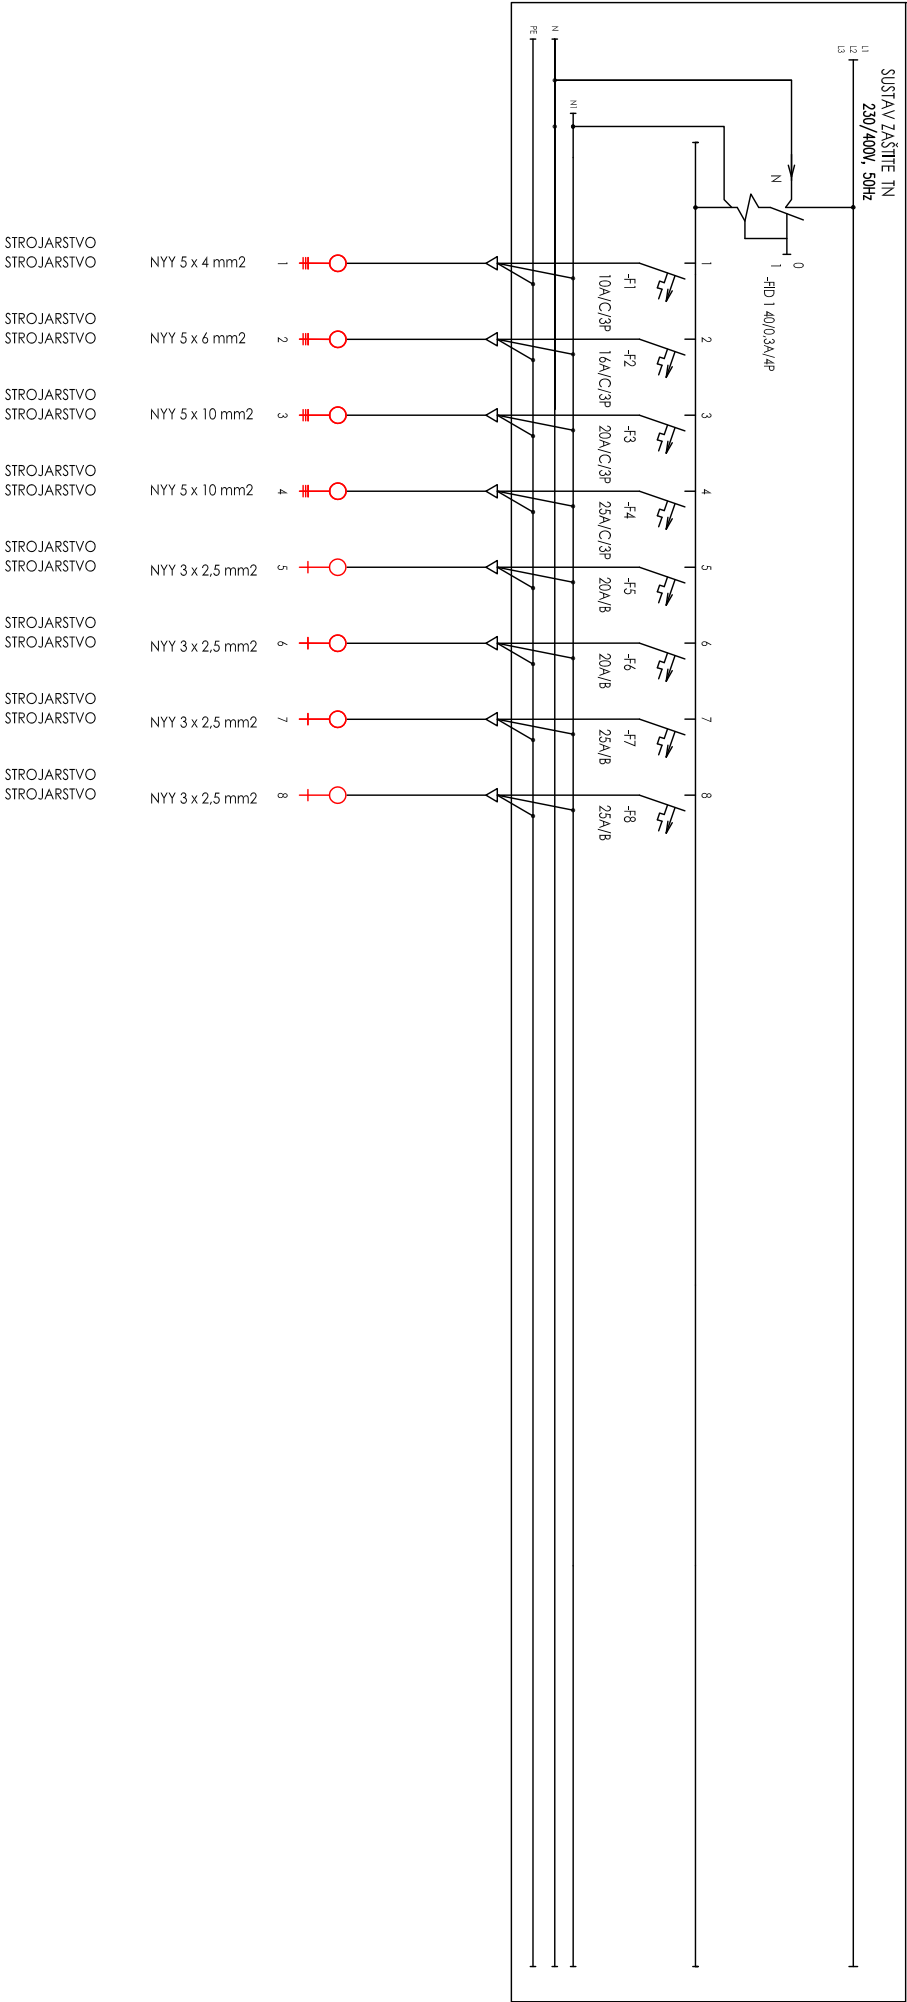 L1
L2
L3
SUSTAV ZAŠTITE TN
230/400V, 50Hz
PE
N
N1
N
0
1
-FID 1 40/0,3A/4P
STROJARSTVO
STROJARSTVO
NYY 5 x 4 mm2
1
-F1
10A/C/3P
1
STROJARSTVO
STROJARSTVO
NYY 5 x 6 mm2
2
-F2
16A/C/3P
2
STROJARSTVO
STROJARSTVO
NYY 5 x 10 mm2
3
-F3
20A/C/3P
3
STROJARSTVO
STROJARSTVO
NYY 5 x 10 mm2
4
-F4
25A/C/3P
4
STROJARSTVO
STROJARSTVO
NYY 3 x 2,5 mm2
5
-F5
20A/B
5
STROJARSTVO
STROJARSTVO
NYY 3 x 2,5 mm2
6
-F6
20A/B
6
STROJARSTVO
STROJARSTVO
NYY 3 x 2,5 mm2
7
-F7
25A/B
7
STROJARSTVO
STROJARSTVO
NYY 3 x 2,5 mm2
8
-F8
25A/B
8